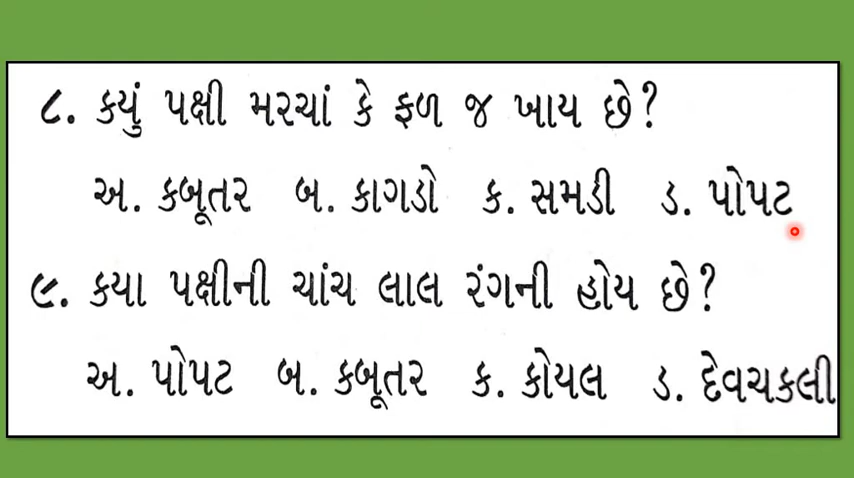 ૮. કયું પક્ષી મરચાં કે ફળ જ ખાય છે?
અ. કબૂતર બ. કાગડો ક. સમડી ડ. પોપટ
૯. કયા પક્ષીની ચાંચ લાલ રંગની હોય છે?
અ. પોપટ બ. કબૂતર ક. કોયલ ડ. દેવચકલી